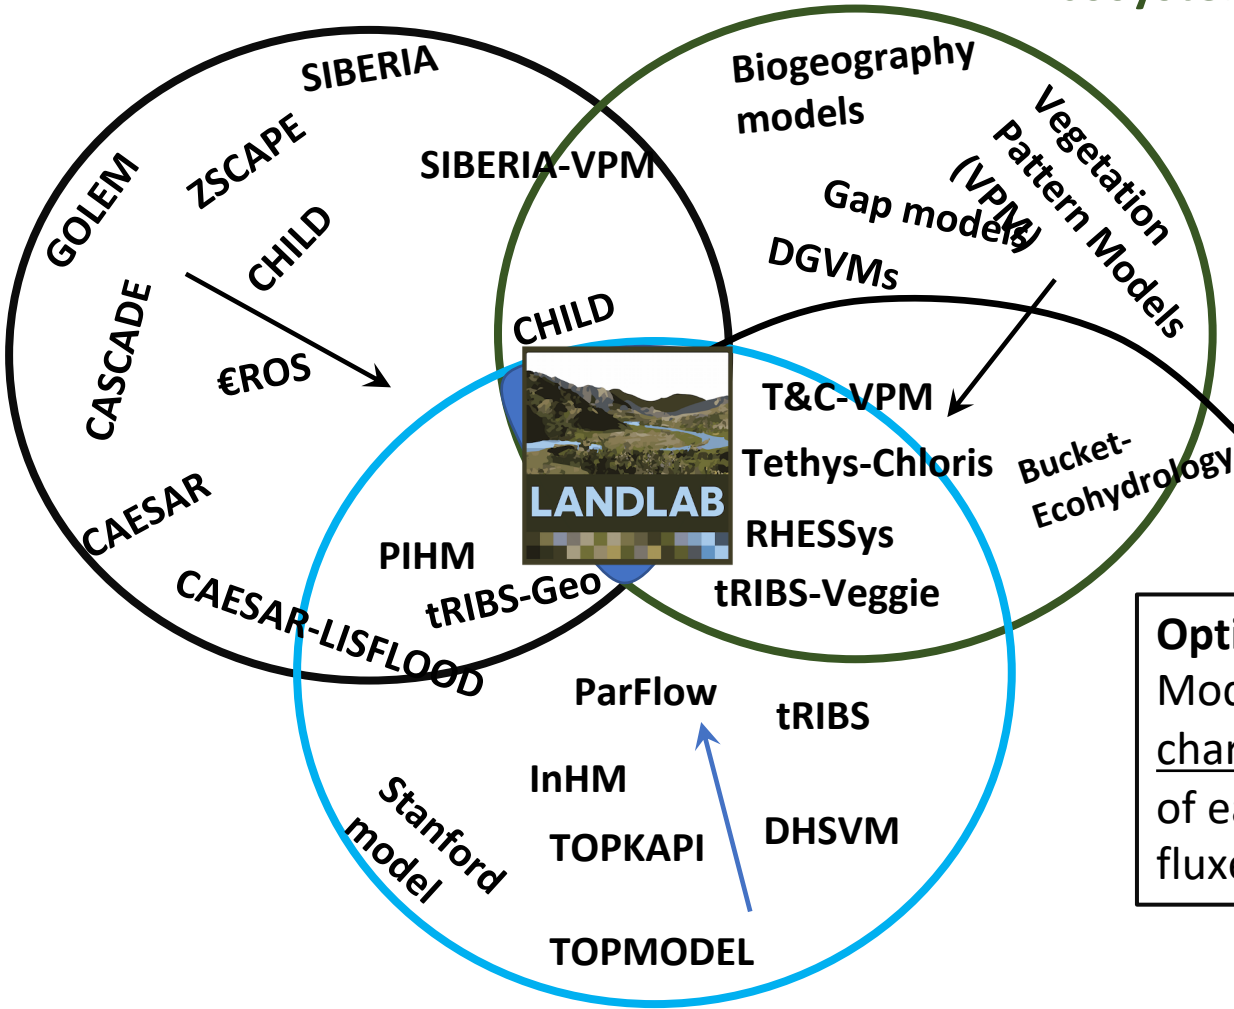 SIBERIA
ZSCAPE
GOLEM
CHILD
CASCADE
€ROS
CAESAR
CAESAR-LISFLOOD
SIBERIA-VPM
CHILD
Biogeography
models
Vegetation
Pattern Models
(VPM)
Gap models
DGVMs
LANDLAB
T&C-VPM
Tethys-Chloris
RHESSys
tRIBS-Veggie
Bucket-
Ecohydrology
PIHM
tRIBS-Geo
ParFlow
tRIBS
InHM
TOPKAPI
DHSVM
Stanford
model
TOPMODEL
of